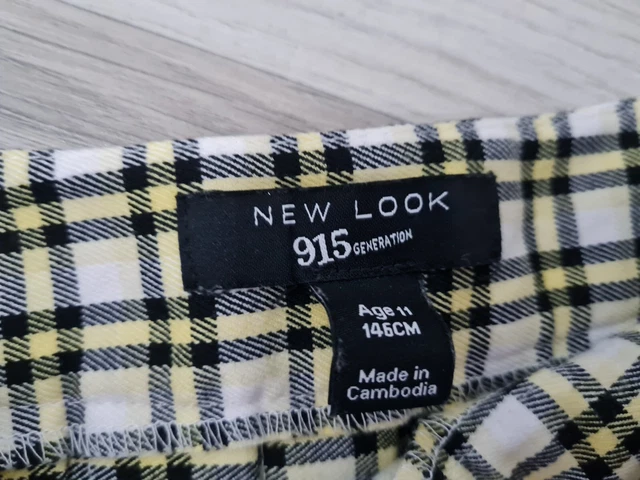 NEW LOOK
915 GENERATION
Age 11
146CM
Made in
Cambodia